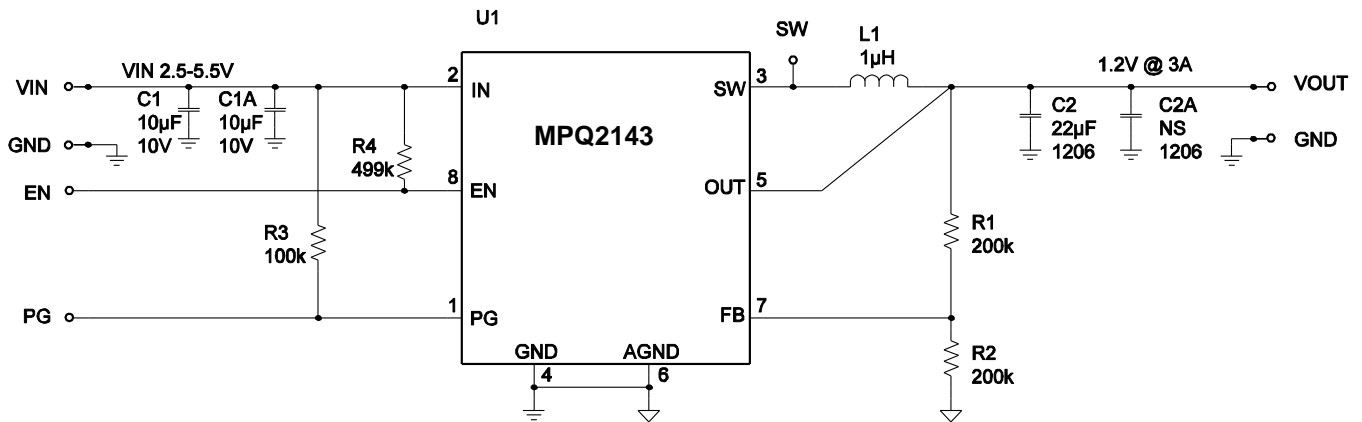 U1
MPQ2143
VIN
VIN 2.5-5.5V
C1
10µF
10V
C1A
10µF
10V
GND
EN
PG
R4
499k
R3
100k
2
IN
8
EN
1
PG
GND
4
AGND
6
3
SW
5
OUT
7
FB
SW
L1
1µH
1.2V @ 3A
VOUT
C2
22µF
1206
C2A
NS
1206
GND
R1
200k
R2
200k